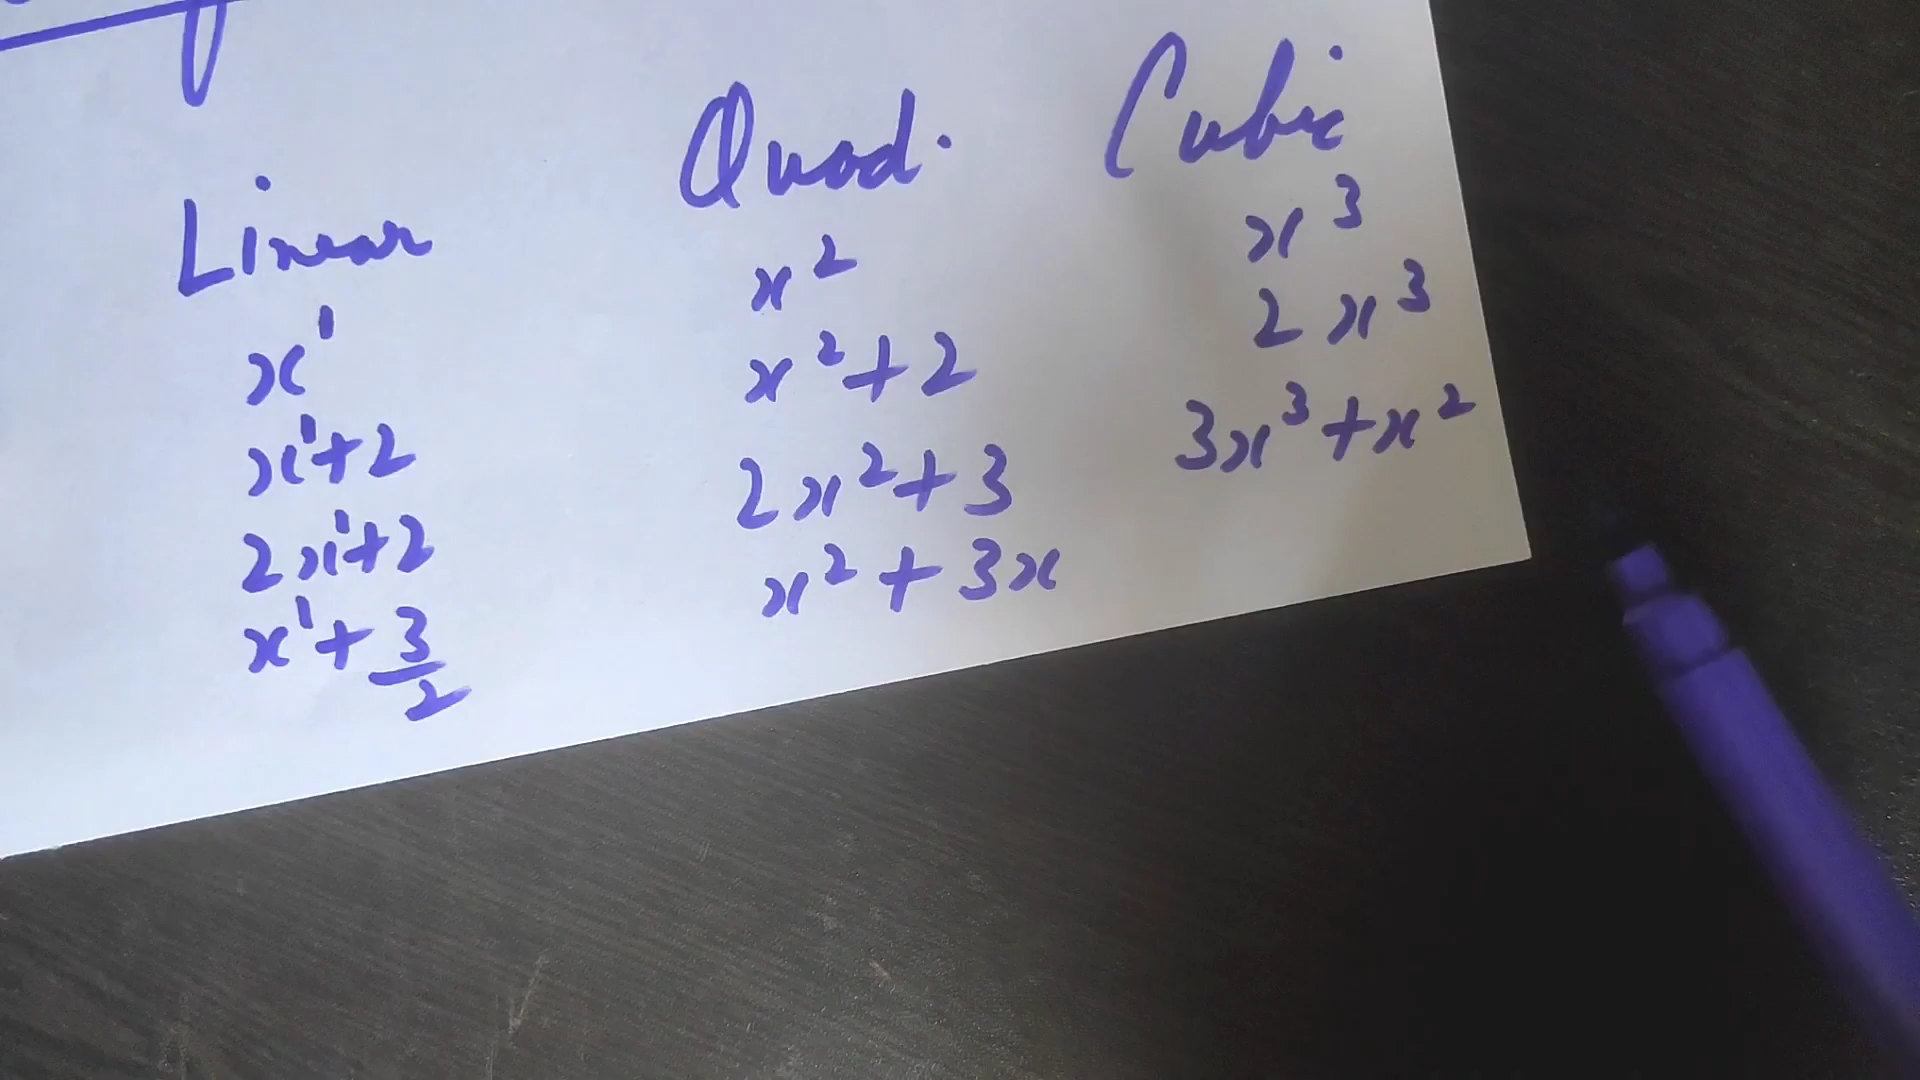 Linear
x¹
x¹+2
2x¹+2
x¹+3/2
Quad.
x²
x²+2
2x²+3
x²+3x
Cubic
x³
2x³
3x³+x²